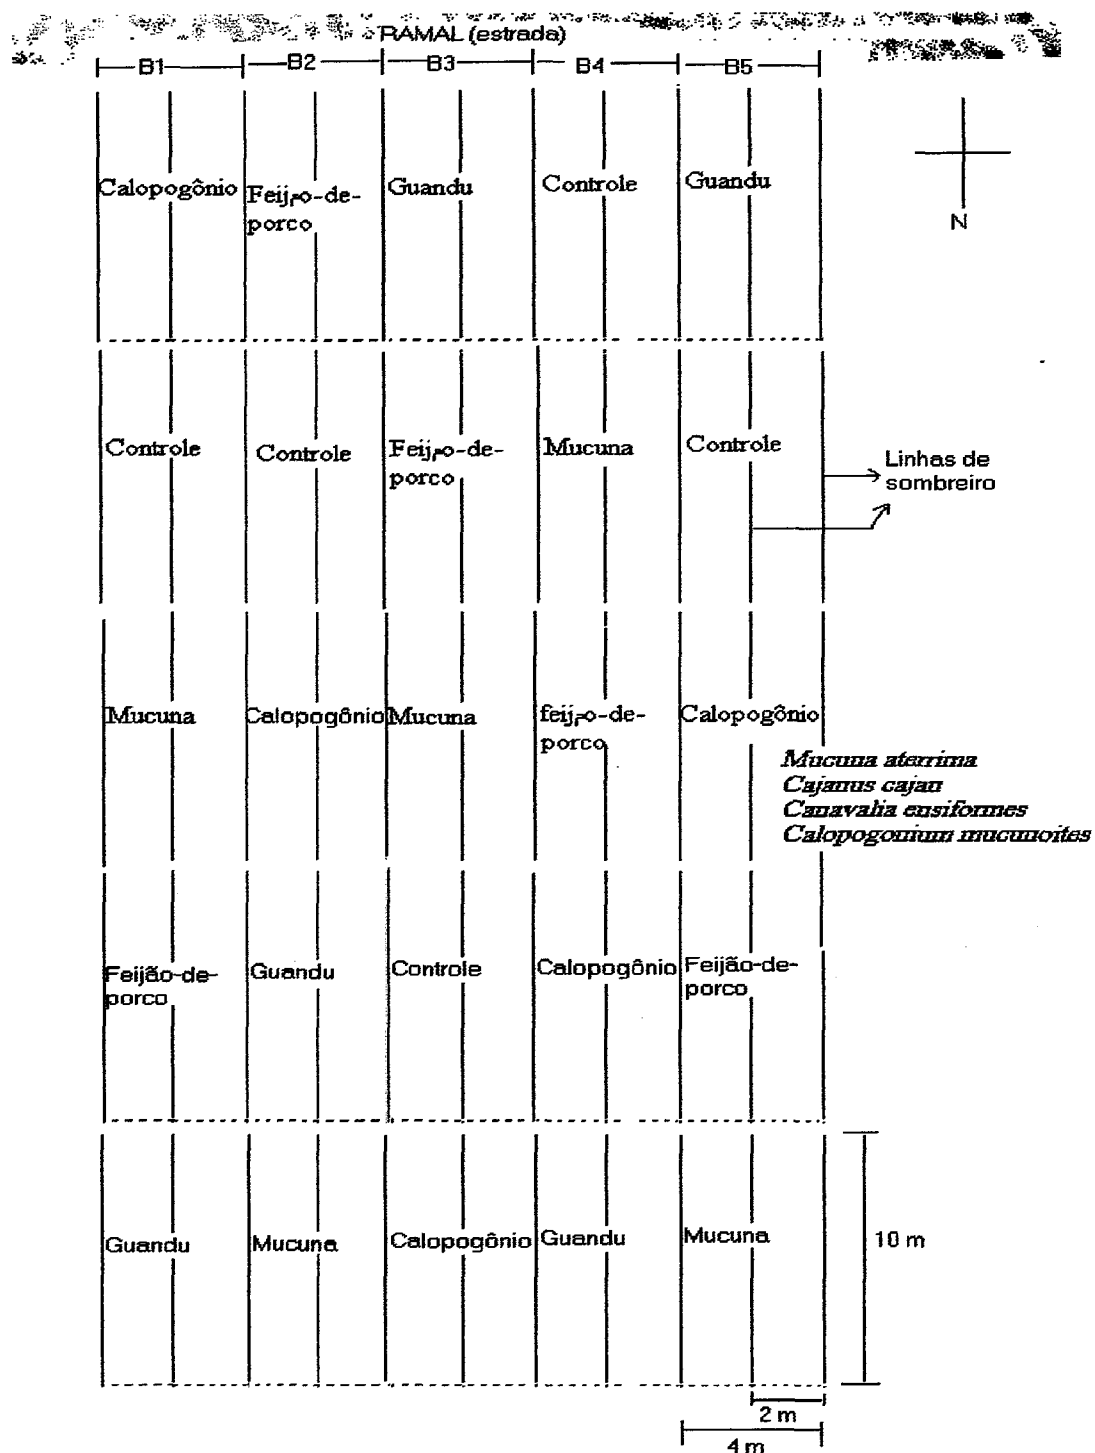 RAMAL (estrada)
B1 B2 B3 B4 B5
Calopogônio
Feij,o-de-
porco
Guandu
Controle
Guandu
N
Controle
Controle
Feij,o-de-
porco
Mucuna
Controle
Linhas de
sombreiro
Mucuna
Calopogônio
Mucuna
feij,o-de-
porco
Calopogônio
Mucuna aterrima
Cajanus cajan
Canavalia ensiformes
Calopogonium mucunoites
Feijão-de-
porco
Guandu
Controle
Calopogônio
Feijão-de-
porco
Guandu
Mucuna
Calopogônio
Guandu
Mucuna
10 m
2 m
4 m